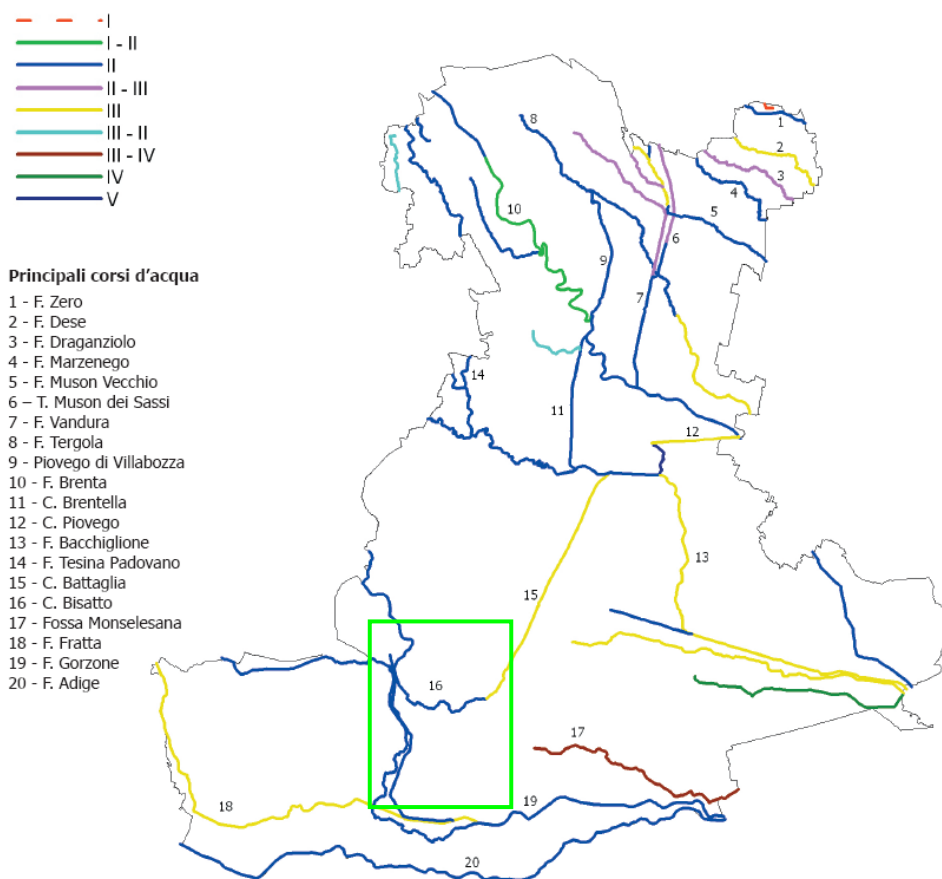 I
I - II
II
II - III
III
III - II
III - IV
IV
V
Principali corsi d'acqua
1 - F. Zero
2 - F. Dese
3 - F. Draganziolo
4 - F. Marzenego
5 - F. Muson Vecchio
6 – T. Muson dei Sassi
7 - F. Vandura
8 - F. Tergola
9 - Piovego di Villabozza
10 - F. Brenta
11 - C. Brentella
12 - C. Piovego
13 - F. Bacchiglione
14 - F. Tesina Padovano
15 - C. Battaglia
16 - C. Bisatto
17 - Fossa Monselesana
18 - F. Fratta
19 - F. Gorzone
20 - F. Adige
8
1
2
3
4
10
5
6
9
7
14
11
12
13
15
16
17
19
18
20